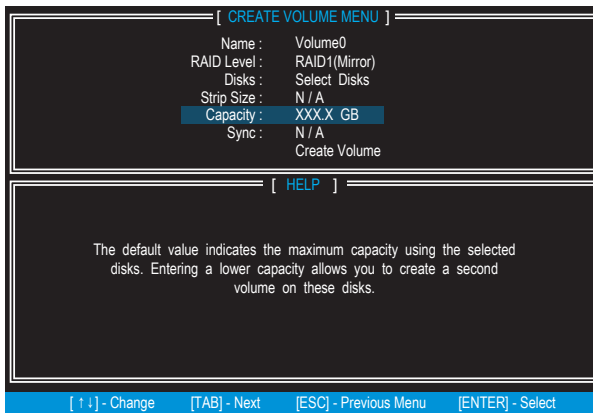 [ CREATE VOLUME MENU ]
Name : Volume0
RAID Level : RAID1(Mirror)
Disks : Select Disks
Strip Size : N / A
Capacity : XXX.X GB
Sync : N / A
Create Volume
[ HELP ]
The default value indicates the maximum capacity using the selected
disks. Entering a lower capacity allows you to create a second
volume on these disks.
[ ↑↓] - Change [TAB] - Next [ESC] - Previous Menu [ENTER] - Select